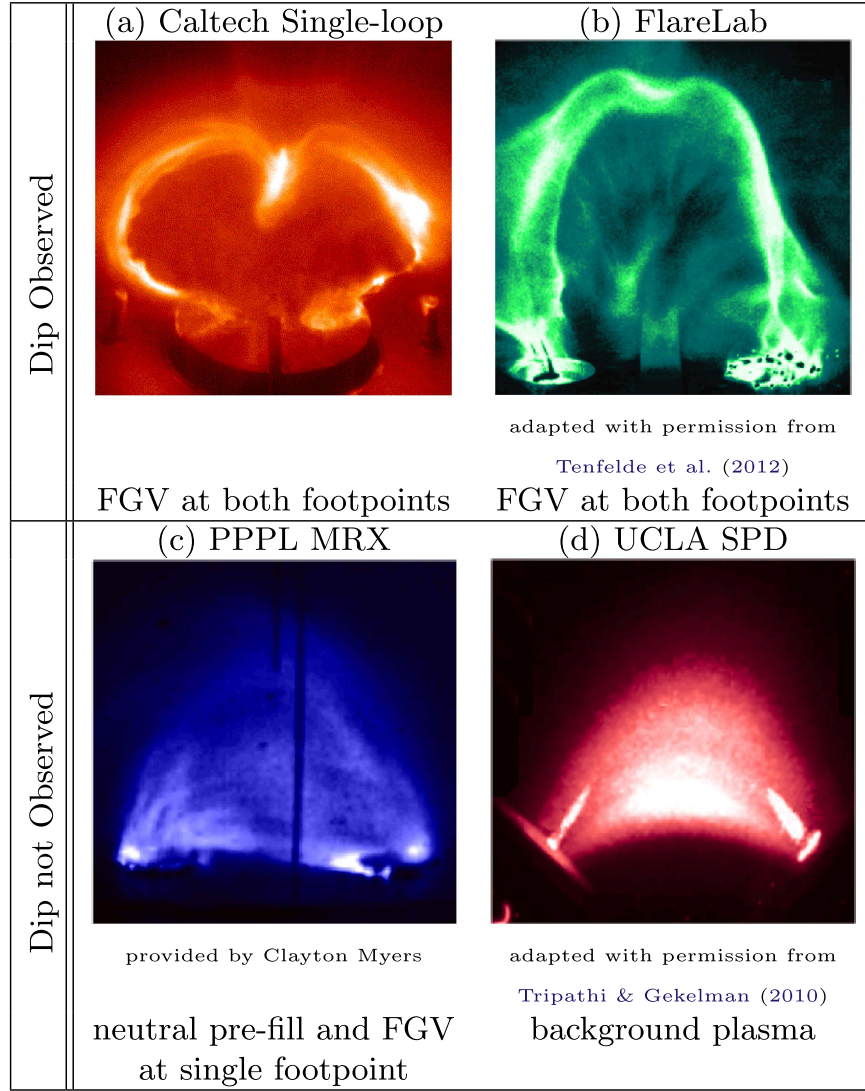 (a) Caltech Single-loop
(b) FlareLab
Dip Observed
adapted with permission from
Tenfelde et al. (2012)
FGV at both footpoints
FGV at both footpoints
(c) PPPL MRX
(d) UCLA SPD
Dip not Observed
provided by Clayton Myers
adapted with permission from
Tripathi & Gekelman (2010)
neutral pre-fill and FGV
at single footpoint
background plasma